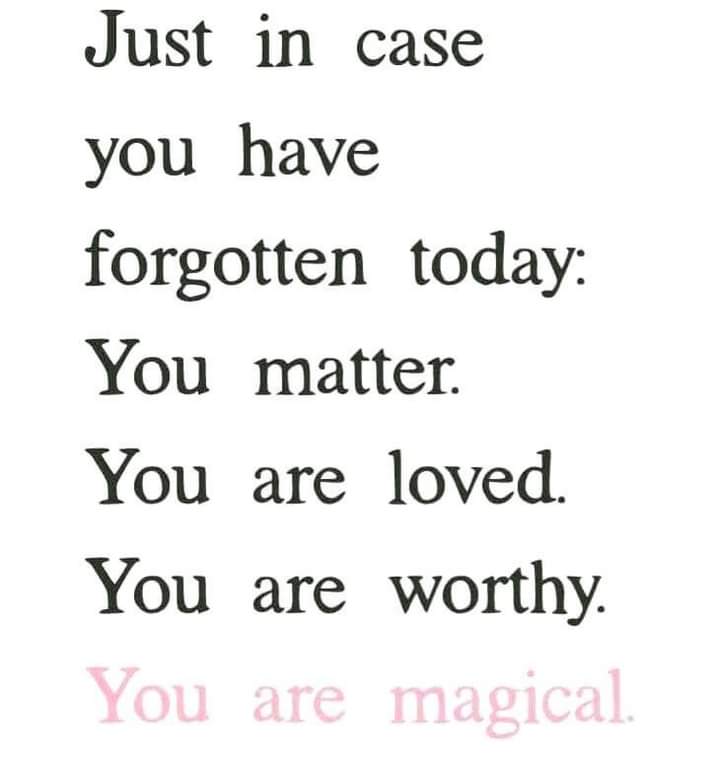 Just in case
you have
forgotten today:
You matter.
You are loved.
You are worthy.
You are magical.